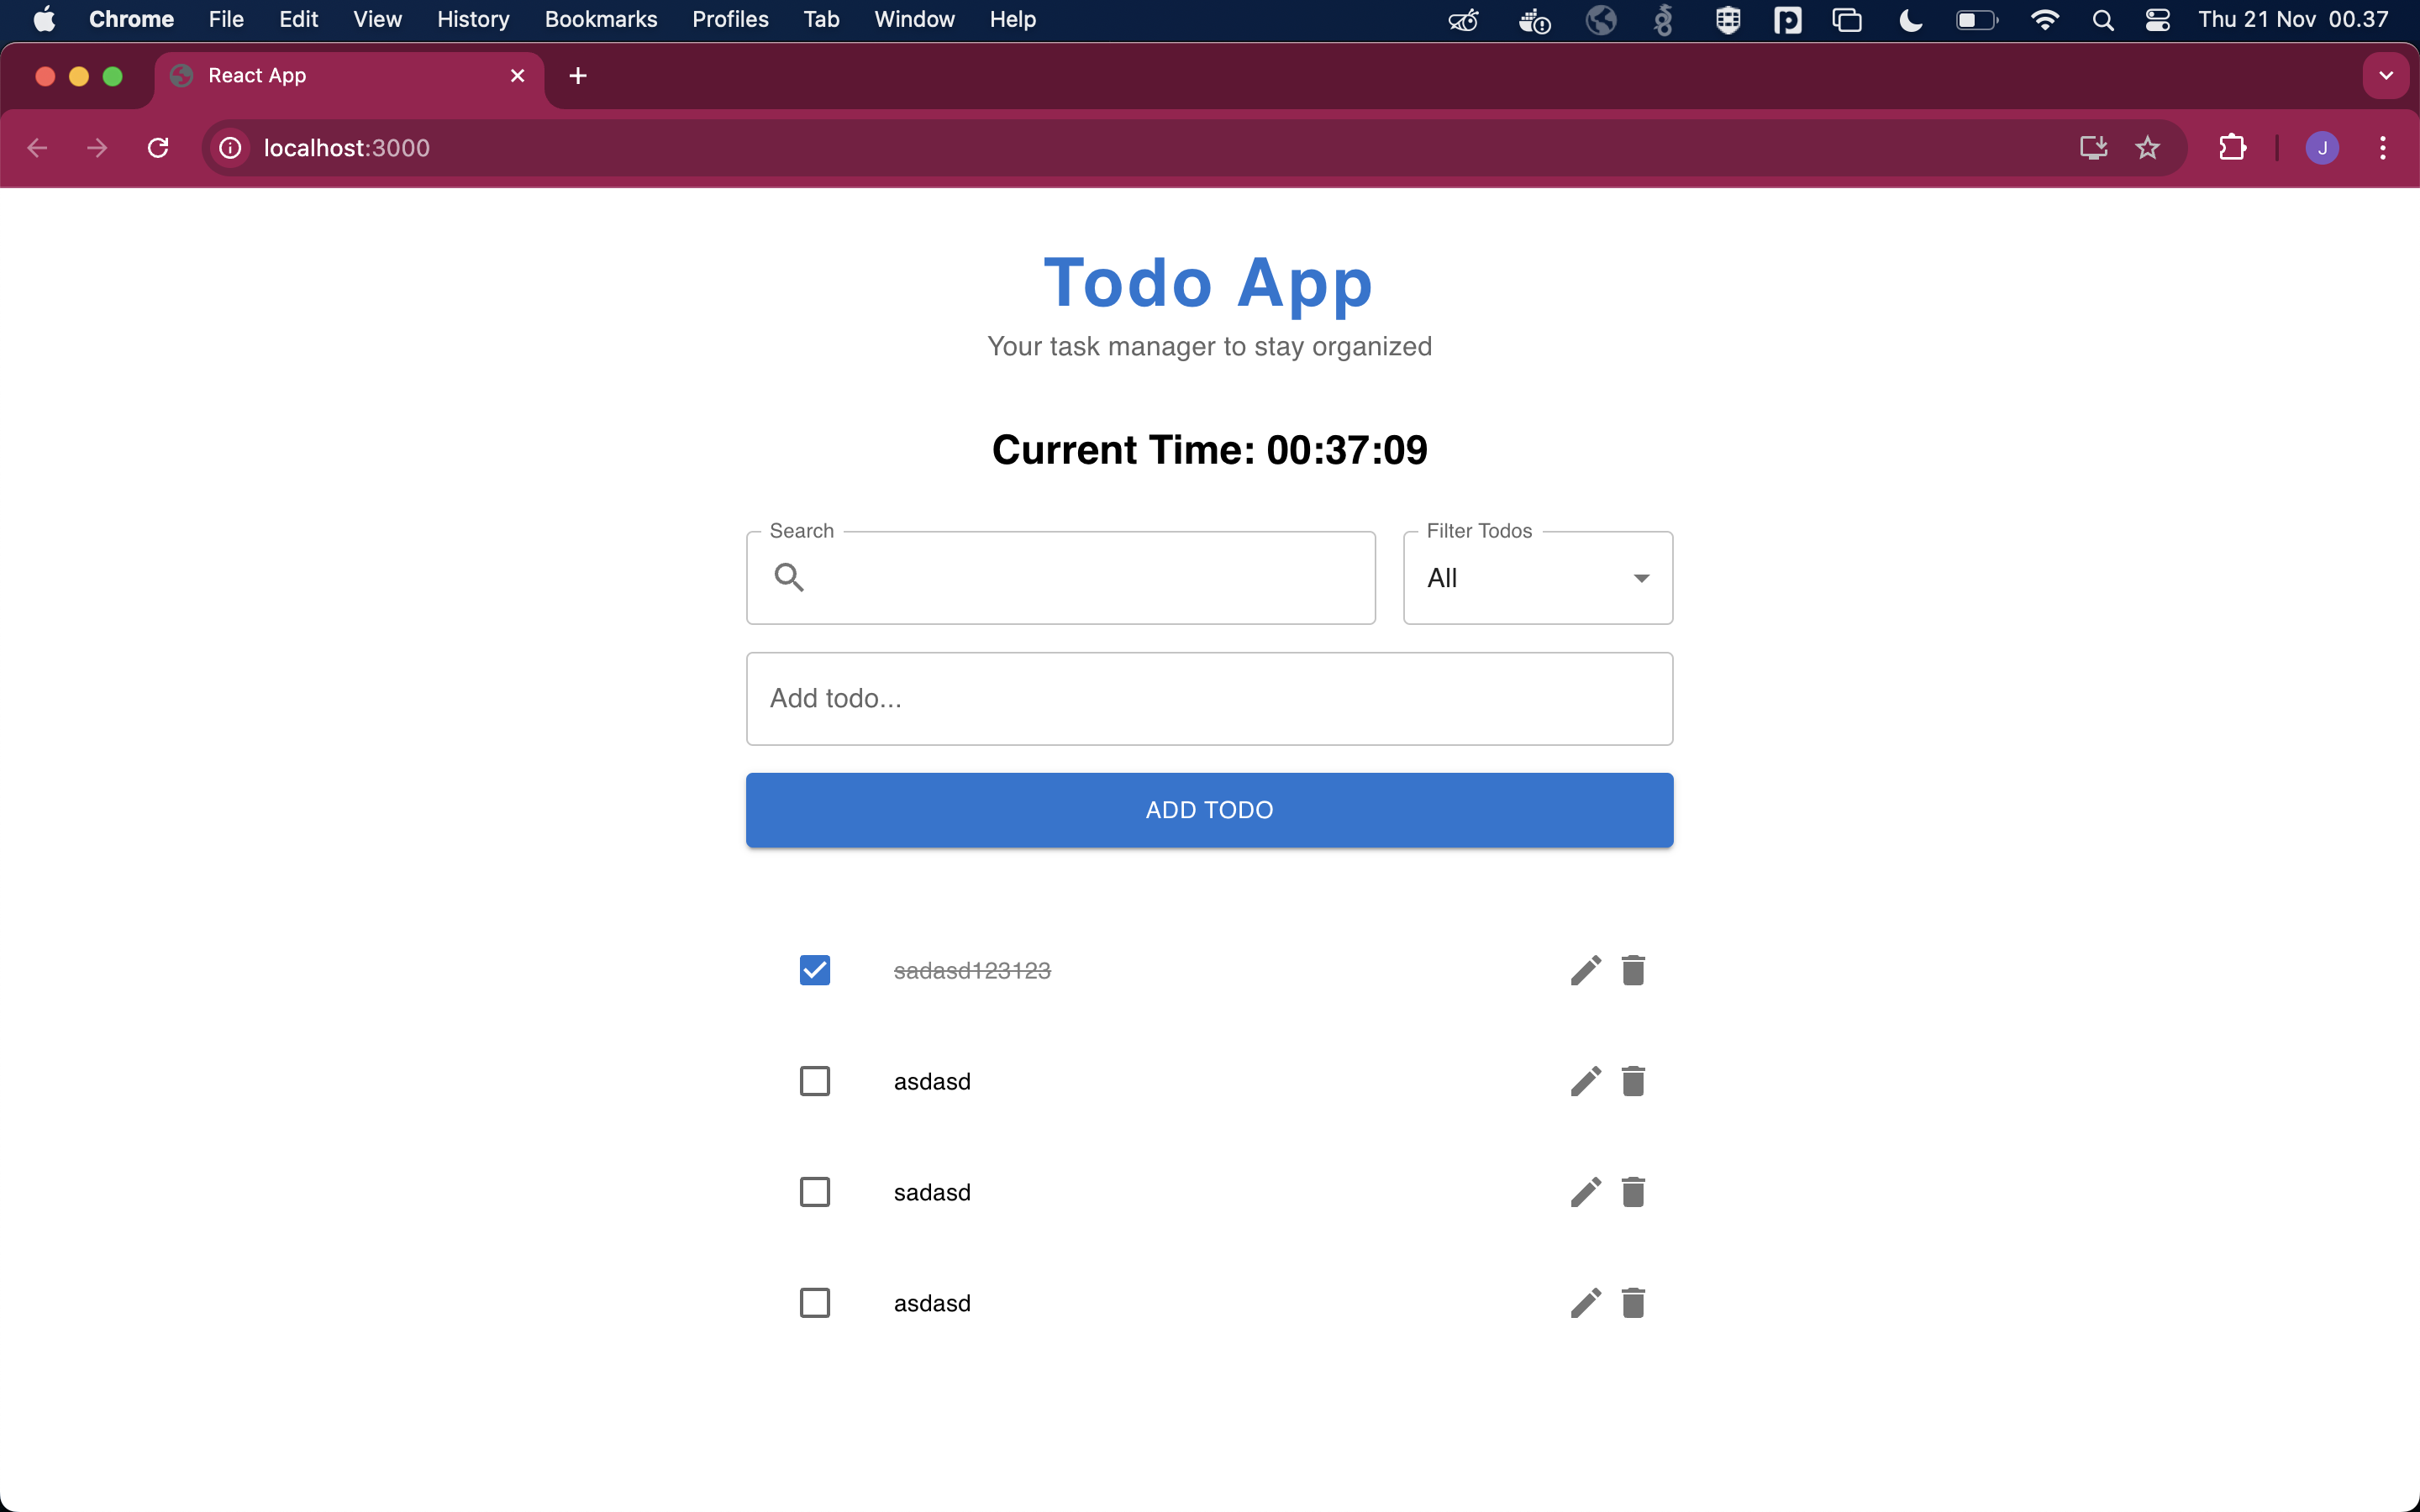 Chrome File Edit View History Bookmarks Profiles Tab Window Help Thu 21 Nov 00.37
React App
localhost:3000 J
Todo App
Your task manager to stay organized
Current Time: 00:37:09
Search Filter Todos
All
Add todo...
ADD TODO
sadasd123123
asdasd
sadasd
asdasd